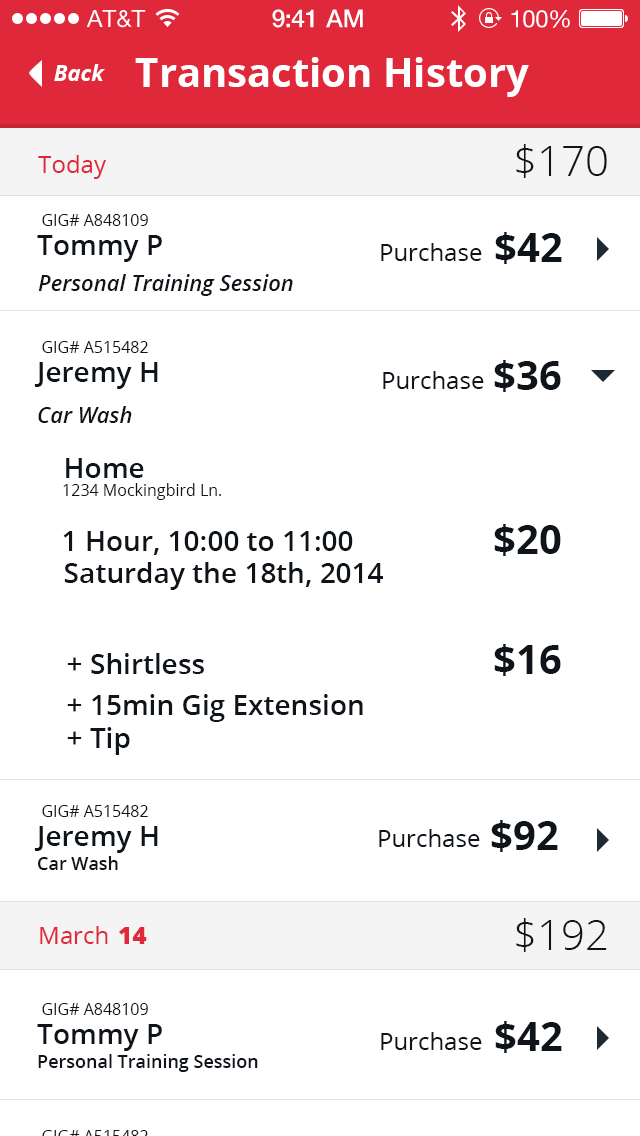 AT&T 9:41 AM 100%
Back Transaction History
Today $170
GIG# A848109
Tommy P Purchase $42
Personal Training Session
GIG# A515482
Jeremy H Purchase $36
Car Wash
Home
1234 Mockingbird Ln.
1 Hour, 10:00 to 11:00 $20
Saturday the 18th, 2014
+ Shirtless $16
+ 15min Gig Extension
+ Tip
GIG# A515482
Jeremy H Purchase $92
Car Wash
March 14 $192
GIG# A848109
Tommy P Purchase $42
Personal Training Session
GIG# A515482